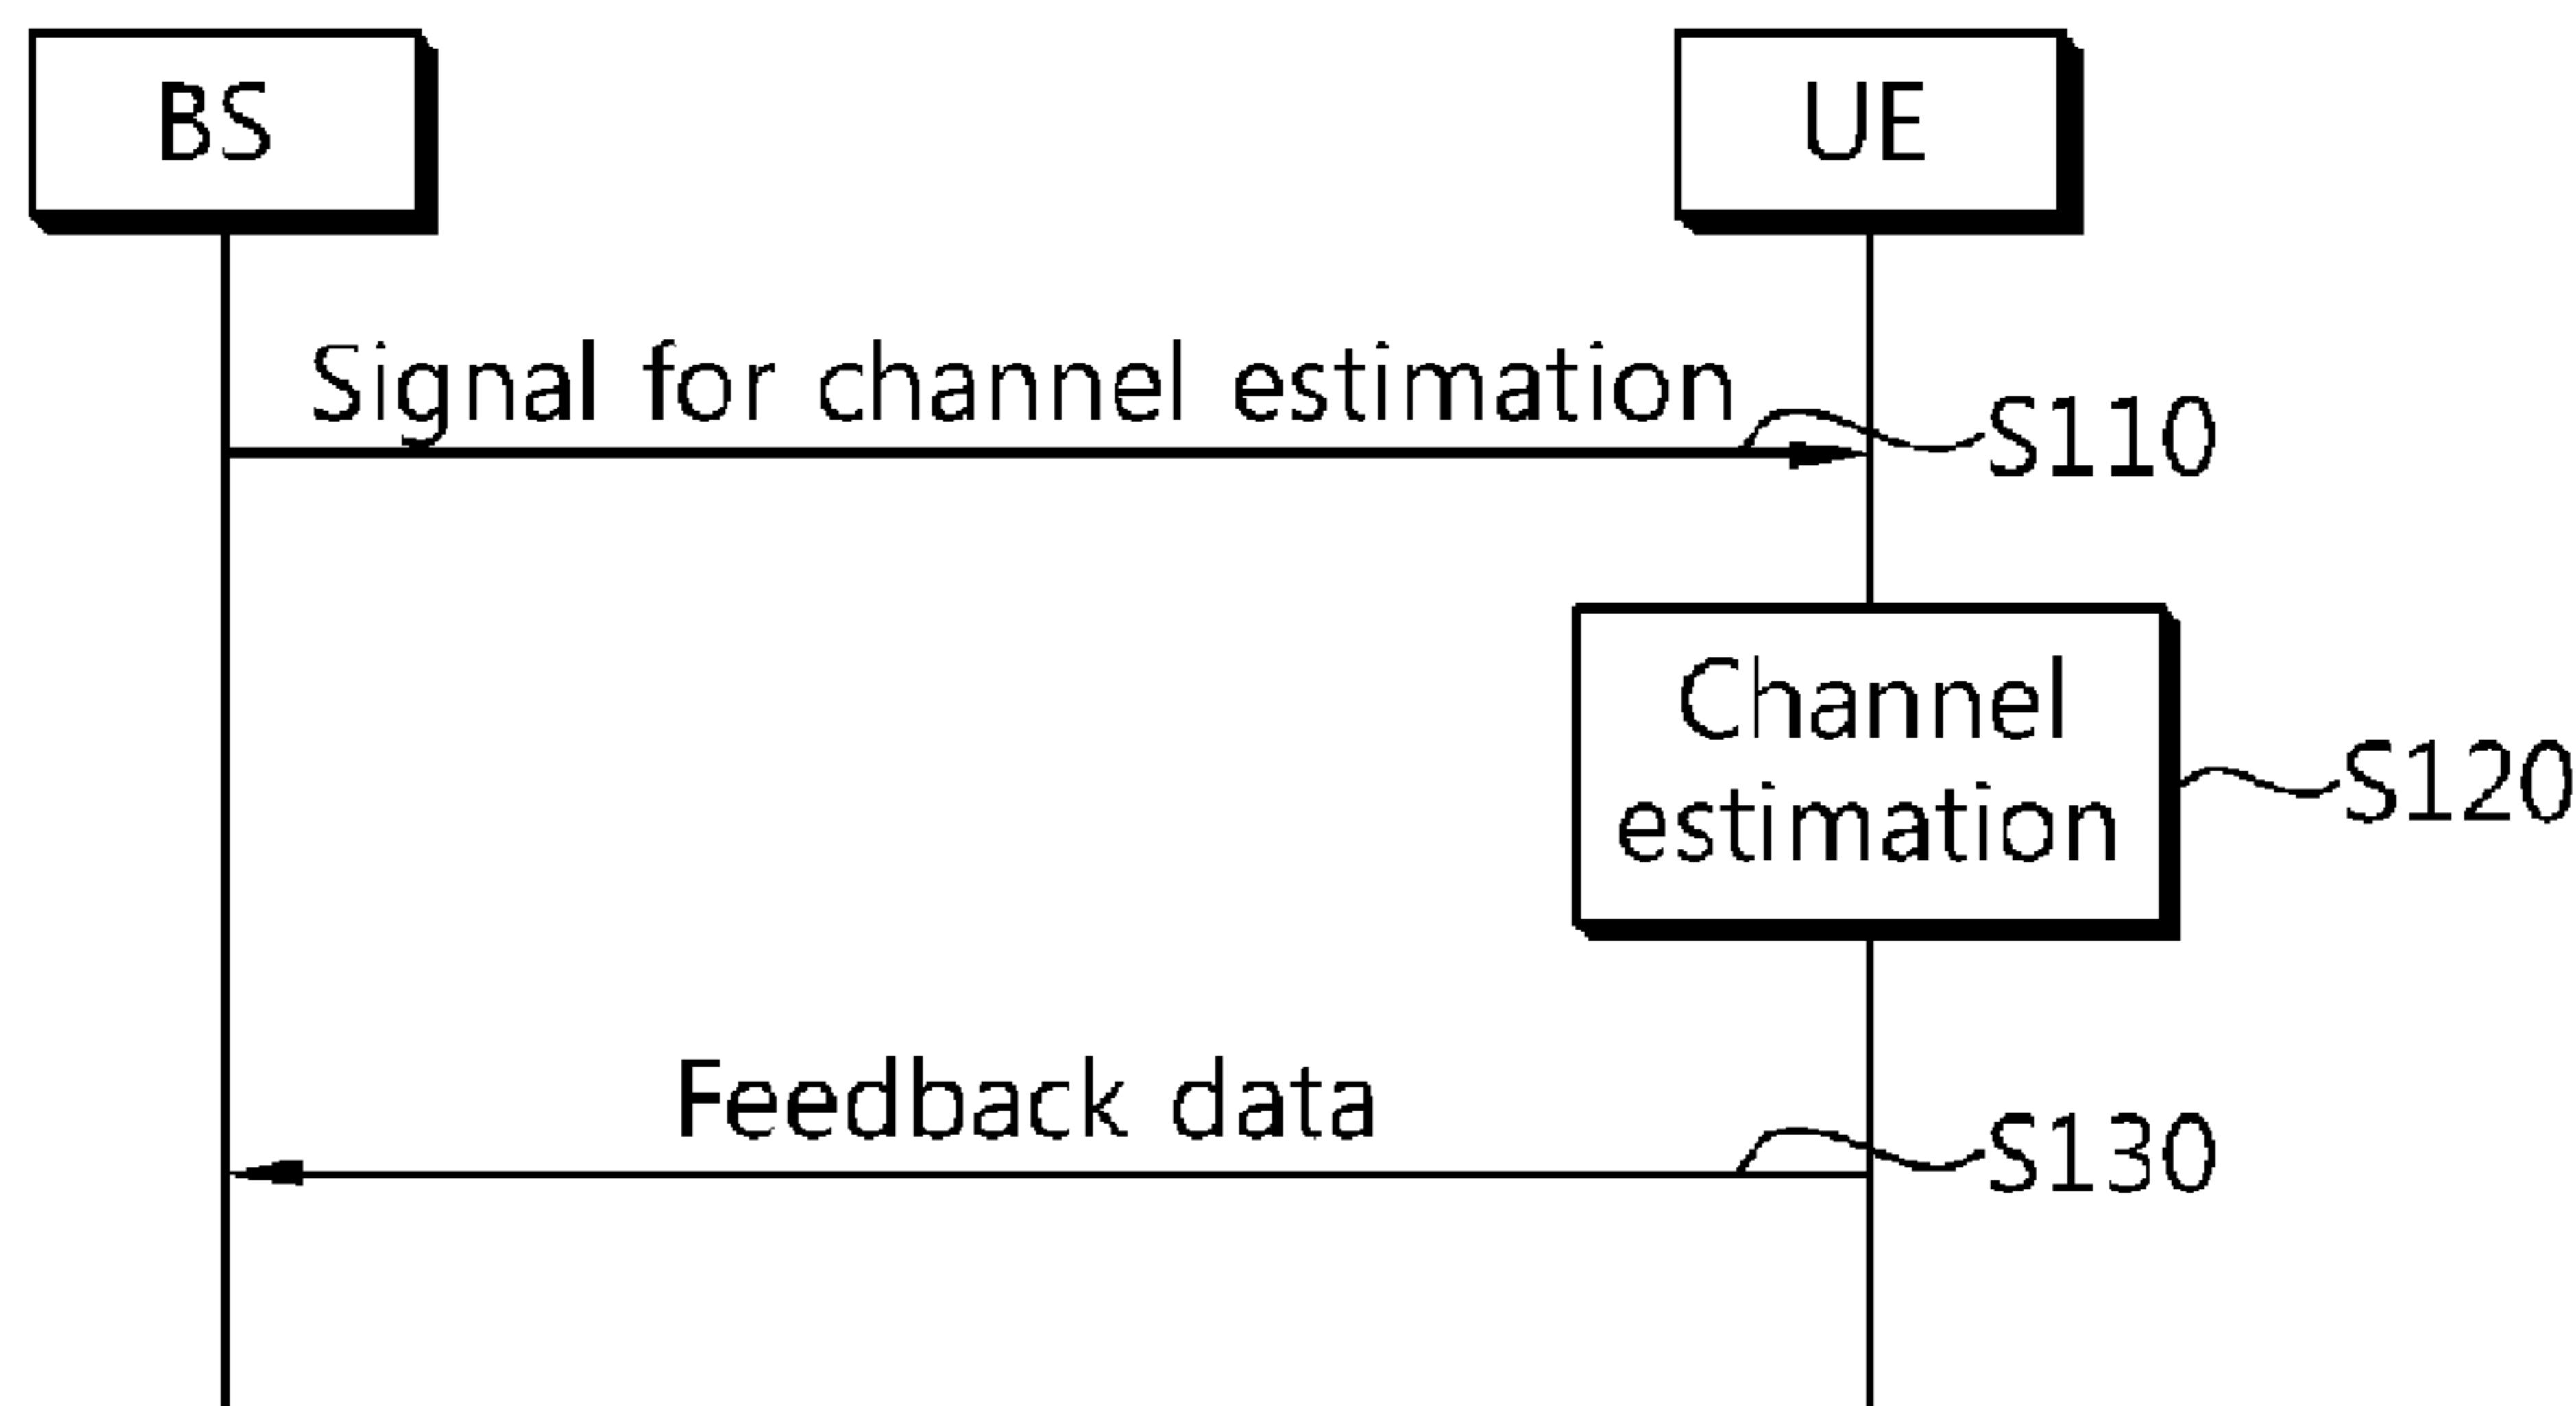 BS
UE
Signal for channel estimation
S110
Channel
estimation
S120
Feedback data
S130